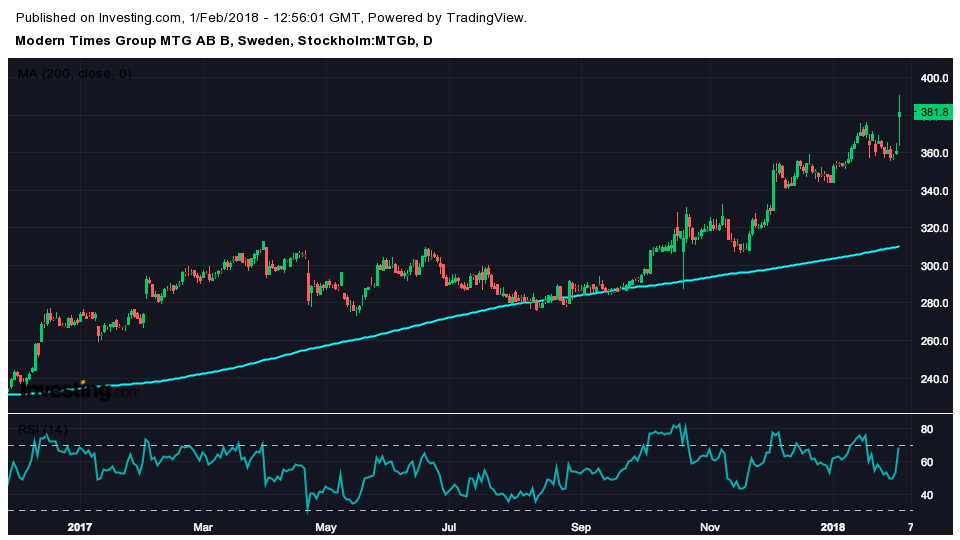 Published on Investing.com, 1/Feb/2018 - 12:56:01 GMT, Powered by TradingView.
Modern Times Group MTG AB B, Sweden, Stockholm:MTGb, D
MA (200, close, 0)
400.0
381.8
360.0
340.0
320.0
300.0
280.0
260.0
240.0
Investing.com
RSI (14)
80
60
40
2017 Mar May Jul Sep Nov 2018 7